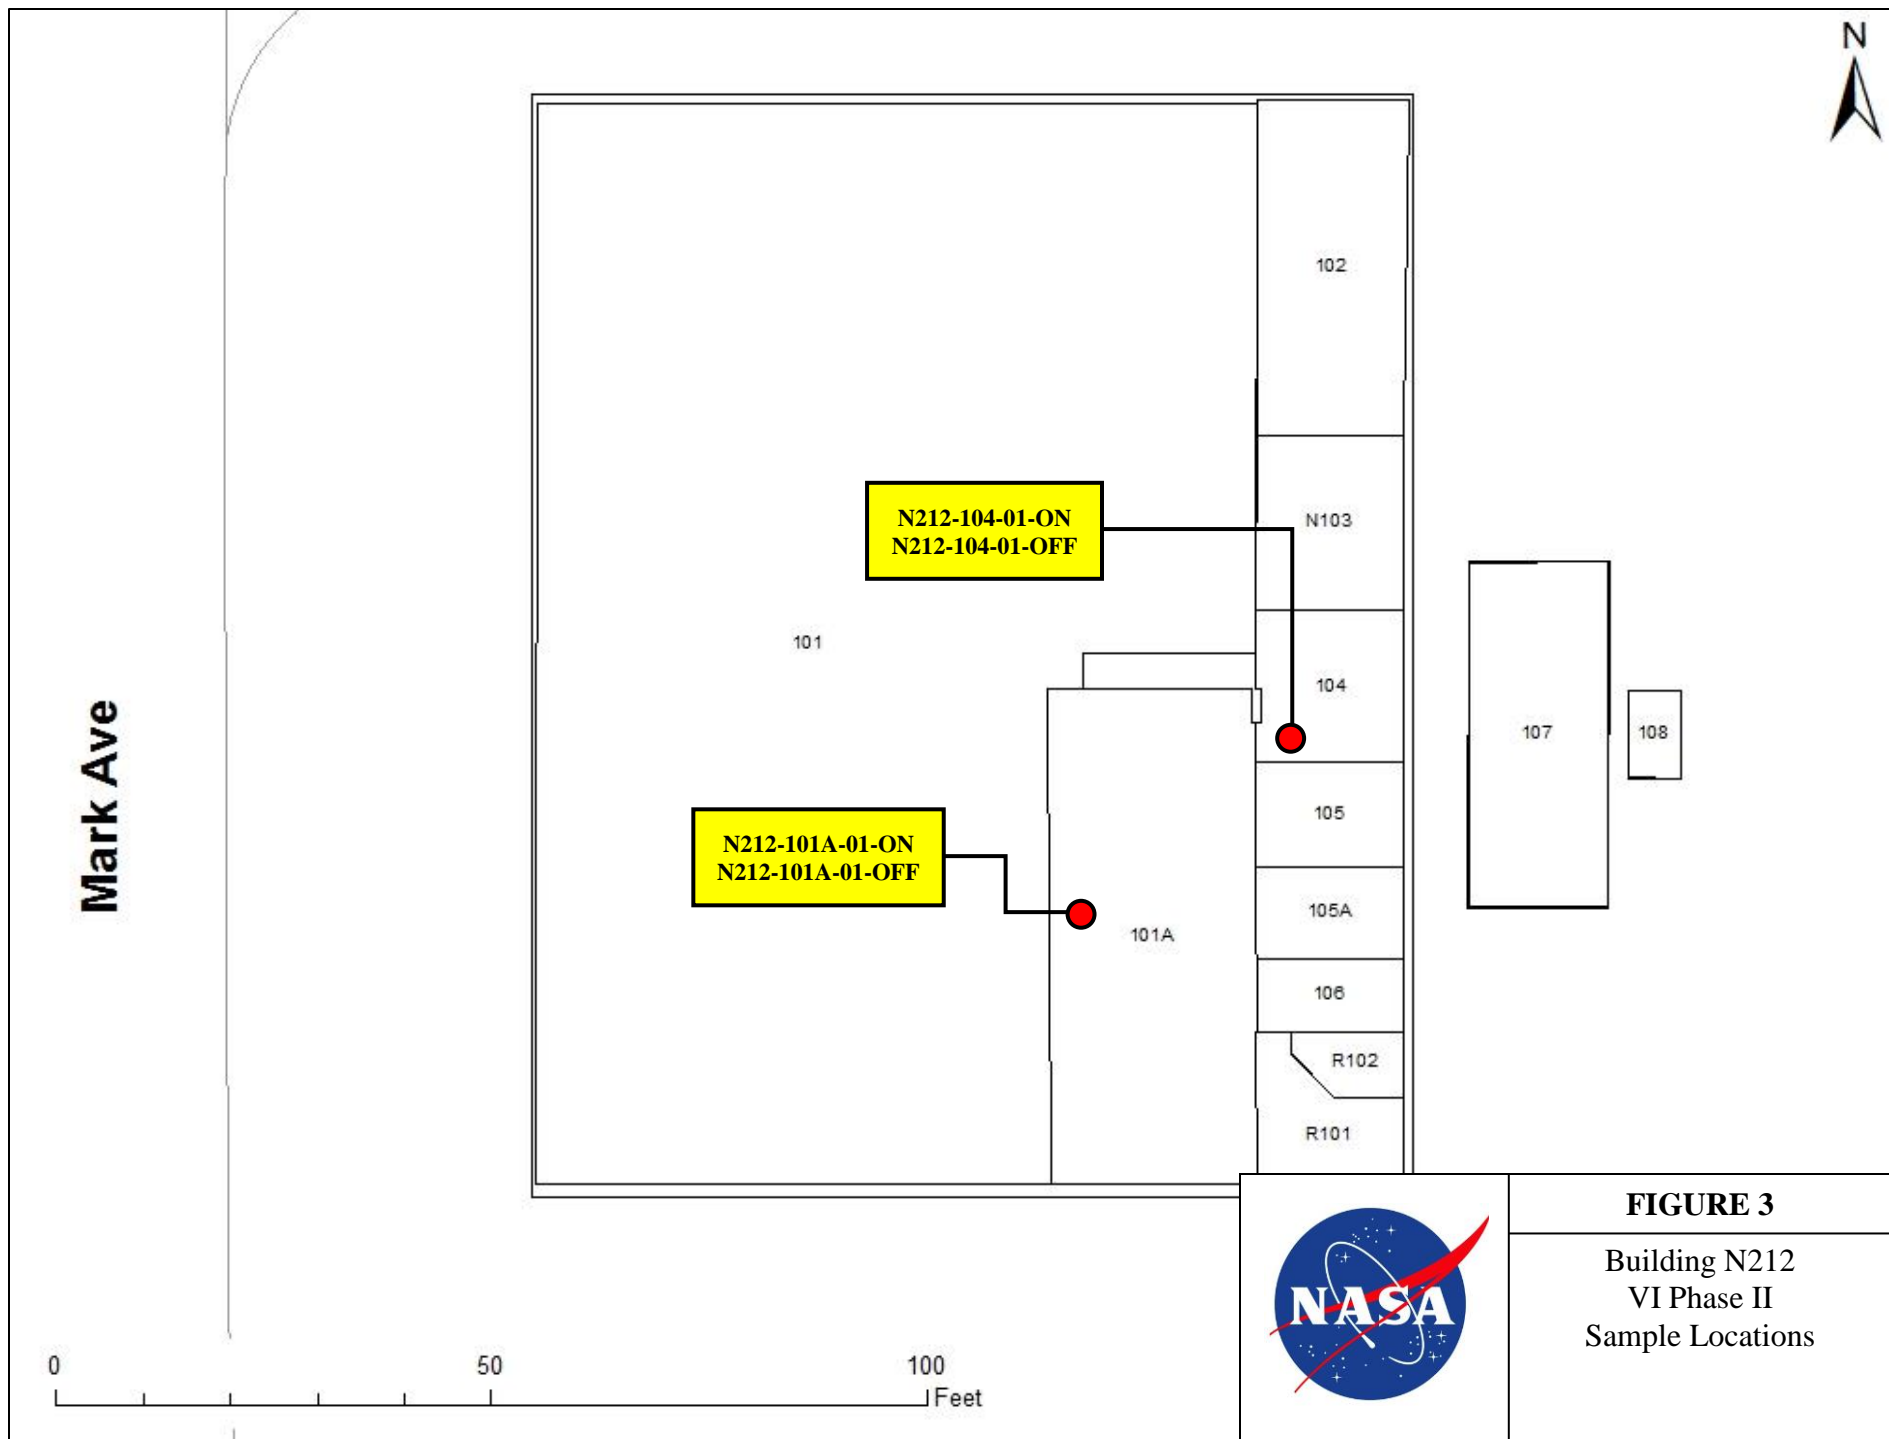 N
102
N212-104-01-ON
N212-104-01-OFF
N103
101
104
107
108
Mark Ave
105
N212-101A-01-ON
N212-101A-01-OFF
105A
101A
106
R102
R101
FIGURE 3
Building N212
VI Phase II
Sample Locations
NASA
0 50 100
Feet